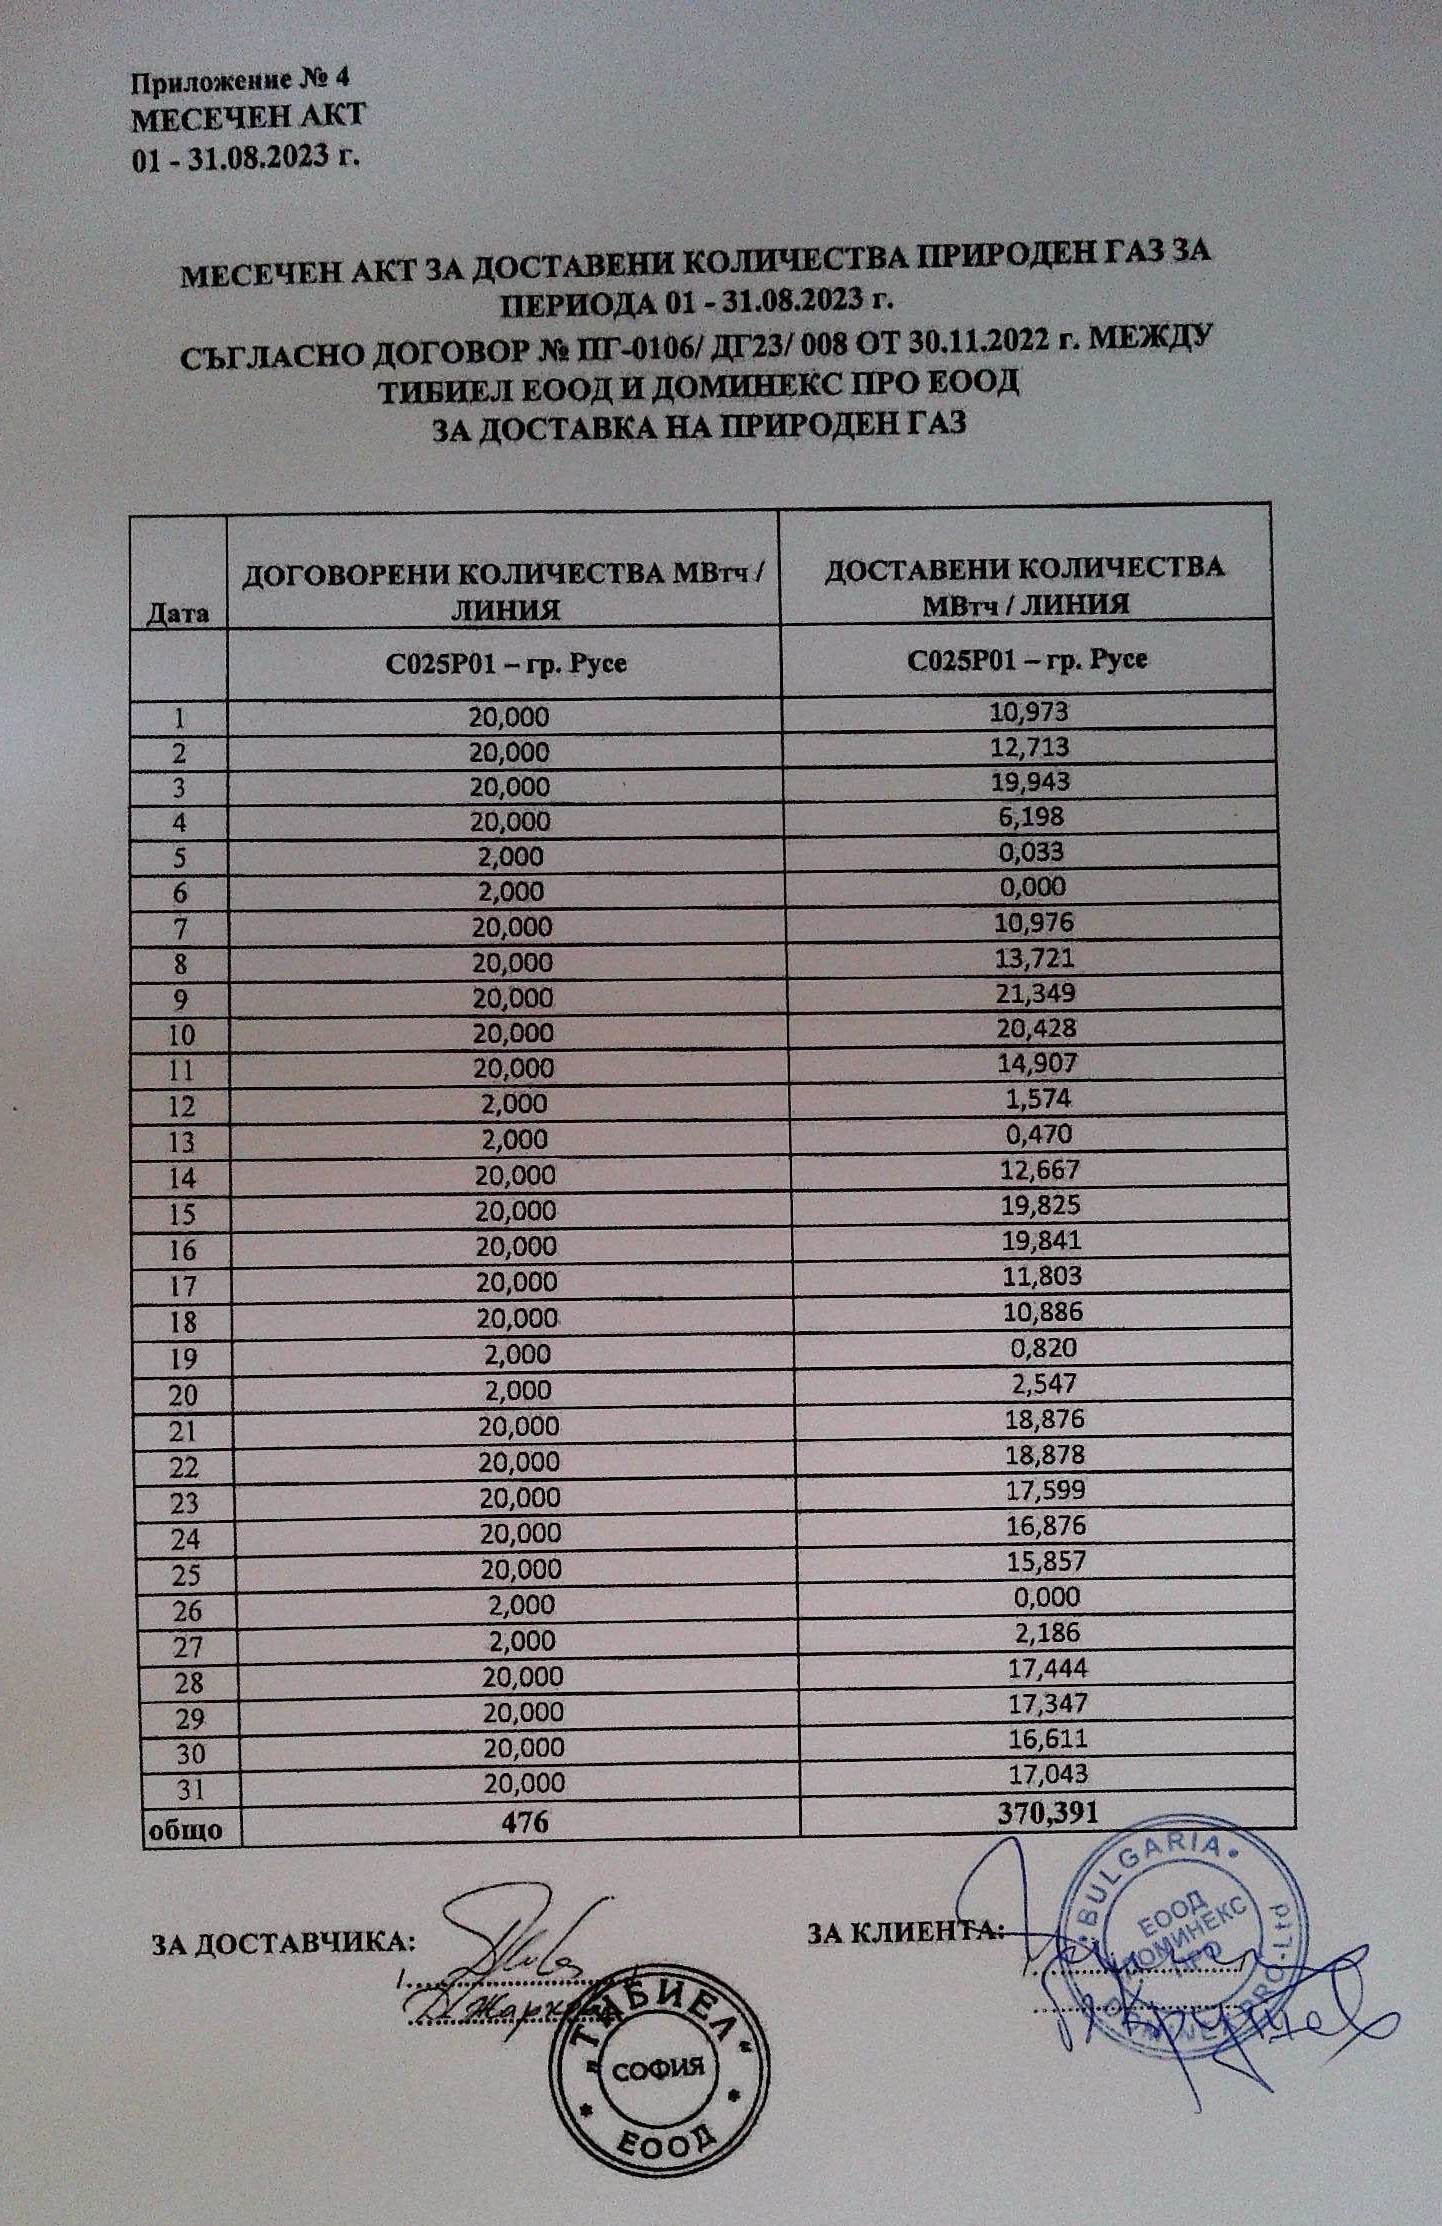 Приложение № 4
МЕСЕЧЕН АКТ
01 - 31.08.2023 г.
МЕСЕЧЕН АКТ ЗА ДОСТАВЕНИ КОЛИЧЕСТВА ПРИРОДЕН ГАЗ ЗА
ПЕРИОДА 01 - 31.08.2023 г.
СЪГЛАСНО ДОГОВОР № ПГ-0106/ ДГ23/ 008 ОТ 30.11.2022 г. МЕЖДУ
ТИБИЕЛ ЕООД И ДОМИНЕКС ПРО ЕООД
ЗА ДОСТАВКА НА ПРИРОДЕН ГАЗ
Дата ДОГОВОРЕНИ КОЛИЧЕСТВА МВтч / ЛИНИЯ ДОСТАВЕНИ КОЛИЧЕСТВА МВтч / ЛИНИЯ
С025Р01 – гр. Русе С025Р01 – гр. Русе
1 20,000 10,973
2 20,000 12,713
3 20,000 19,943
4 20,000 6,198
5 2,000 0,033
6 2,000 0,000
7 20,000 10,976
8 20,000 13,721
9 20,000 21,349
10 20,000 20,428
11 20,000 14,907
12 2,000 1,574
13 2,000 0,470
14 20,000 12,667
15 20,000 19,825
16 20,000 19,841
17 20,000 11,803
18 20,000 10,886
19 2,000 0,820
20 2,000 2,547
21 20,000 18,876
22 20,000 18,878
23 20,000 17,599
24 20,000 16,876
25 20,000 15,857
26 2,000 0,000
27 2,000 2,186
28 20,000 17,444
29 20,000 17,347
30 20,000 16,611
31 20,000 17,043
общо 476 370,391
ЗА ДОСТАВЧИКА: ЗА КЛИЕНТА:
"ТИБИЕЛ"
СОФИЯ
ЕООД
BULGARIA
ЕООД
ДОМИНЕКС
ПРО
PRO Ltd